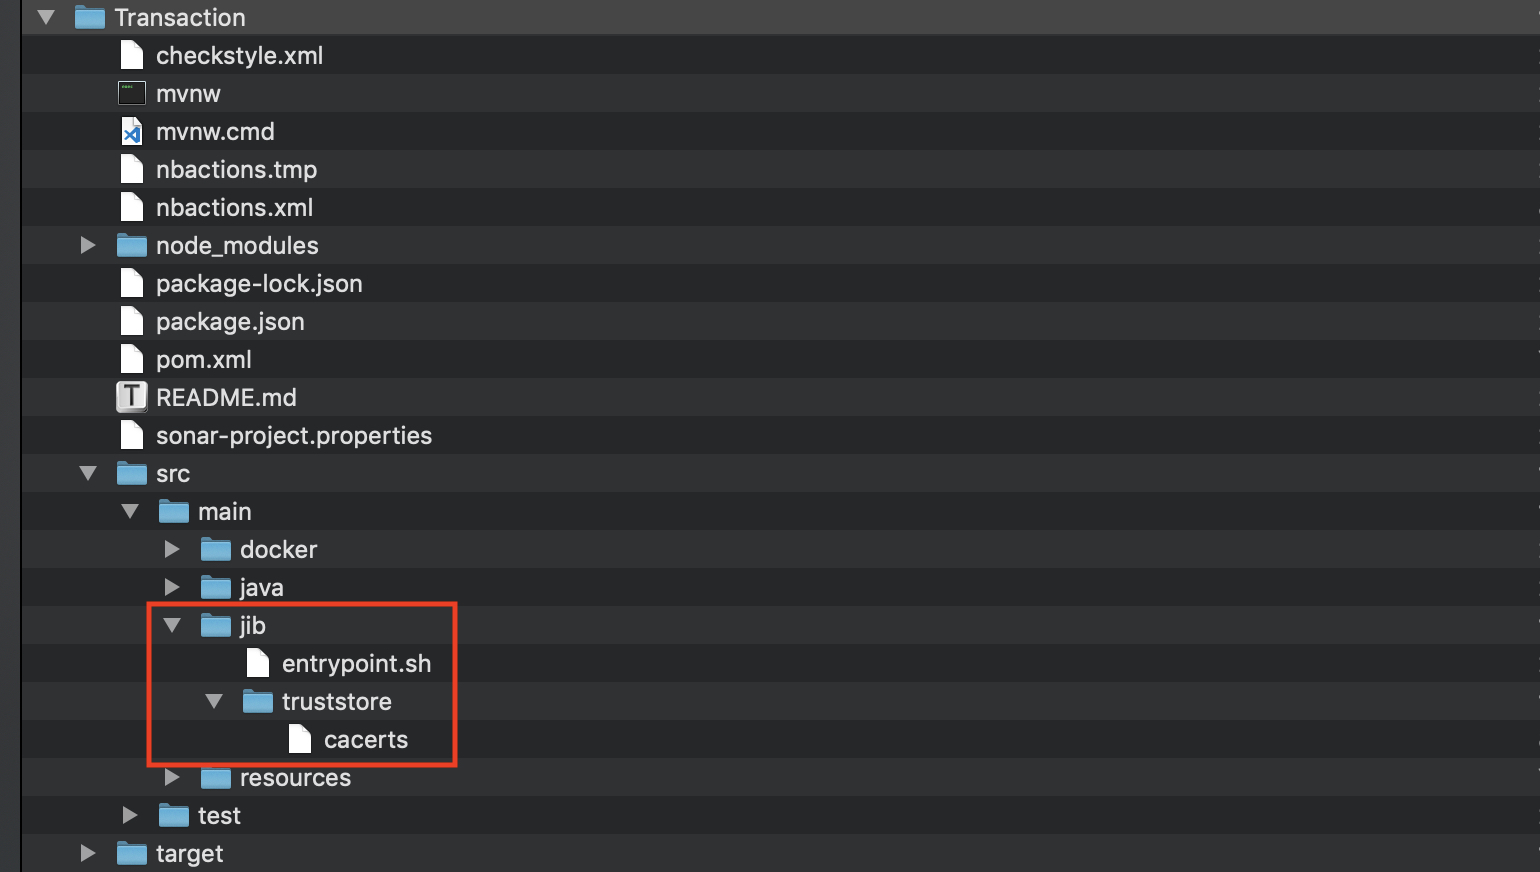 Transaction
checkstyle.xml
mvnw
mvnw.cmd
nbactions.tmp
nbactions.xml
node_modules
package-lock.json
package.json
pom.xml
README.md
sonar-project.properties
src
main
docker
java
jib
entrypoint.sh
truststore
cacerts
resources
test
target